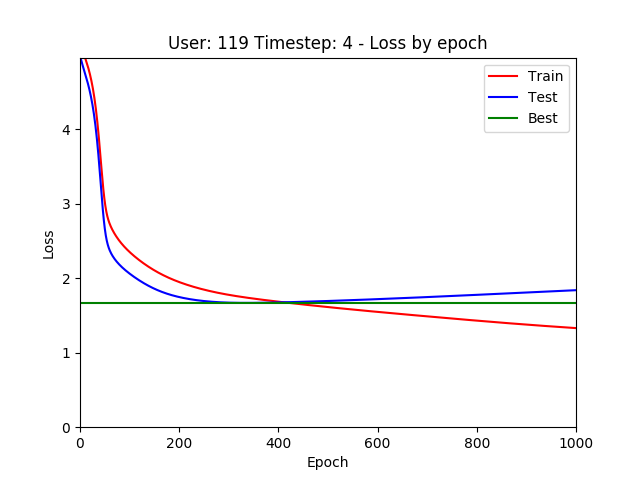 User: 119 Timestep: 4 - Loss by epoch
Train
Test
Best
4
3
2
1
0
Loss
0 200 400 600 800 1000
Epoch